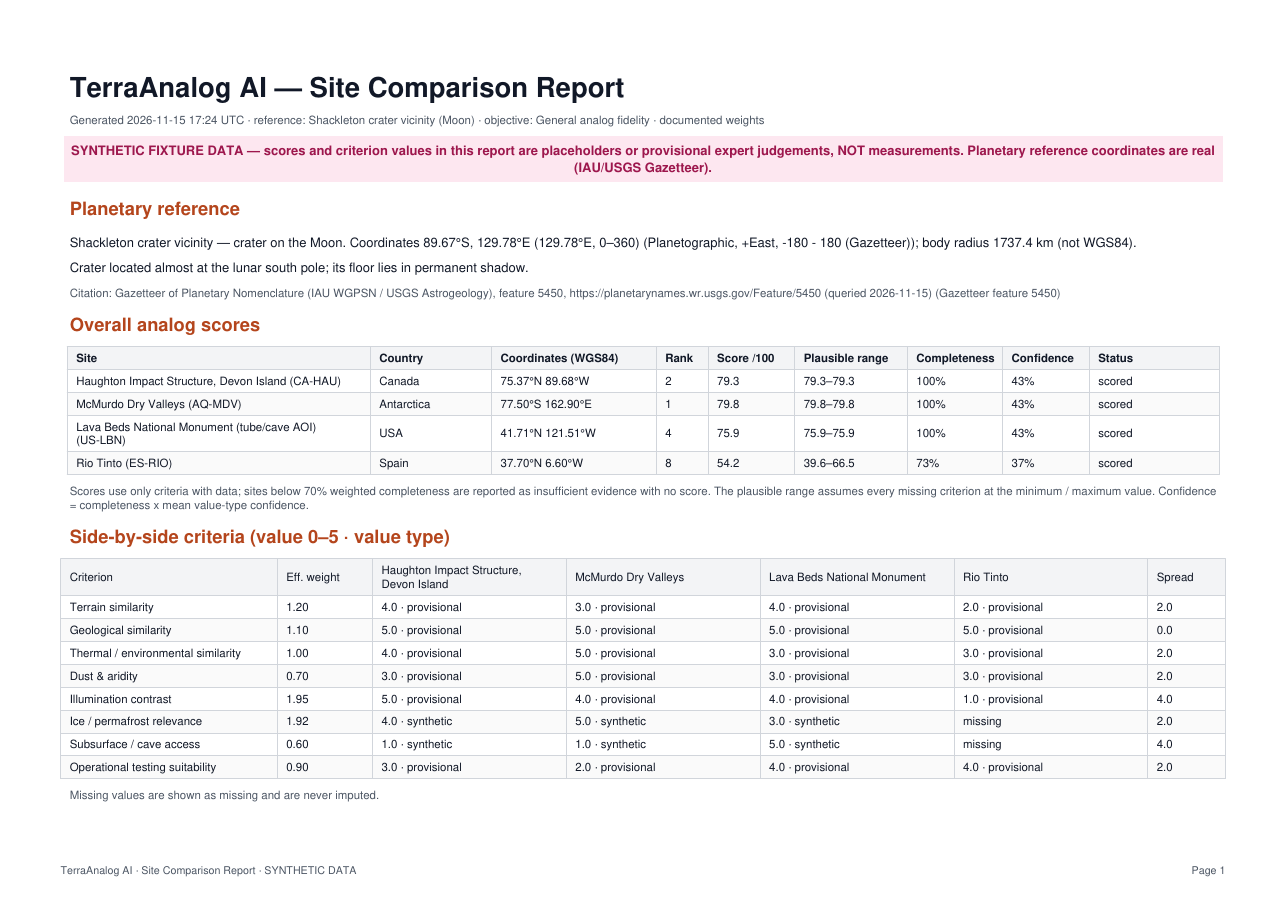 TerraAnalog AI — Site Comparison Report
Generated 2026-11-15 17:24 UTC · reference: Shackleton crater vicinity (Moon) · objective: General analog fidelity · documented weights
SYNTHETIC FIXTURE DATA — scores and criterion values in this report are placeholders or provisional expert judgements, NOT measurements. Planetary reference coordinates are real
(IAU/USGS Gazetteer).
Planetary reference
Shackleton crater vicinity — crater on the Moon. Coordinates 89.67°S, 129.78°E (129.78°E, 0–360) (Planetographic, +East, -180 - 180 (Gazetteer)); body radius 1737.4 km (not WGS84).
Crater located almost at the lunar south pole; its floor lies in permanent shadow.
Citation: Gazetteer of Planetary Nomenclature (IAU WGPSN / USGS Astrogeology), feature 5450, https://planetarynames.wr.usgs.gov/Feature/5450 (queried 2026-11-15) (Gazetteer feature 5450)
Overall analog scores
Site Country Coordinates (WGS84) Rank Score /100 Plausible range Completeness Confidence Status
Haughton Impact Structure, Devon Island (CA-HAU) Canada 75.37°N 89.68°W 2 79.3 79.3–79.3 100% 43% scored
McMurdo Dry Valleys (AQ-MDV) Antarctica 77.50°S 162.90°E 1 79.8 79.8–79.8 100% 43% scored
Lava Beds National Monument (tube/cave AOI)
(US-LBN) USA 41.71°N 121.51°W 4 75.9 75.9–75.9 100% 43% scored
Rio Tinto (ES-RIO) Spain 37.70°N 6.60°W 8 54.2 39.6–66.5 73% 37% scored
Scores use only criteria with data; sites below 70% weighted completeness are reported as insufficient evidence with no score. The plausible range assumes every missing criterion at the minimum / maximum value. Confidence
= completeness x mean value-type confidence.
Side-by-side criteria (value 0–5 · value type)
Criterion Eff. weight Haughton Impact Structure,
Devon Island McMurdo Dry Valleys Lava Beds National Monument Rio Tinto Spread
Terrain similarity 1.20 4.0 · provisional 3.0 · provisional 4.0 · provisional 2.0 · provisional 2.0
Geological similarity 1.10 5.0 · provisional 5.0 · provisional 5.0 · provisional 5.0 · provisional 0.0
Thermal / environmental similarity 1.00 4.0 · provisional 5.0 · provisional 3.0 · provisional 3.0 · provisional 2.0
Dust & aridity 0.70 3.0 · provisional 5.0 · provisional 3.0 · provisional 3.0 · provisional 2.0
Illumination contrast 1.95 5.0 · provisional 4.0 · provisional 4.0 · provisional 1.0 · provisional 4.0
Ice / permafrost relevance 1.92 4.0 · synthetic 5.0 · synthetic 3.0 · synthetic missing 2.0
Subsurface / cave access 0.60 1.0 · synthetic 1.0 · synthetic 5.0 · synthetic missing 4.0
Operational testing suitability 0.90 3.0 · provisional 2.0 · provisional 4.0 · provisional 4.0 · provisional 2.0
Missing values are shown as missing and are never imputed.
TerraAnalog AI · Site Comparison Report · SYNTHETIC DATA Page 1